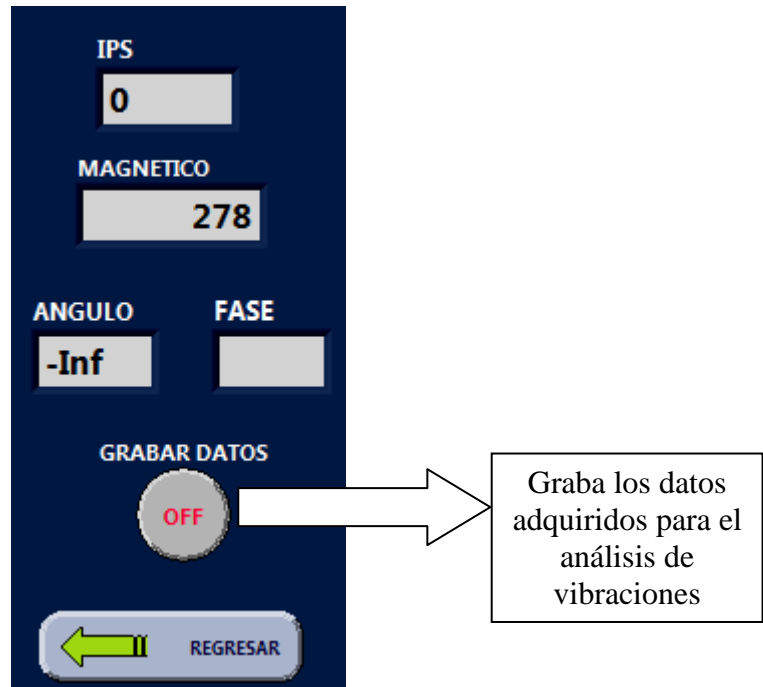 IPS
0
MAGNETICO
278
ANGULO FASE
-Inf
GRABAR DATOS
OFF
REGRESAR
Graba los datos
adquiridos para el
análisis de
vibraciones